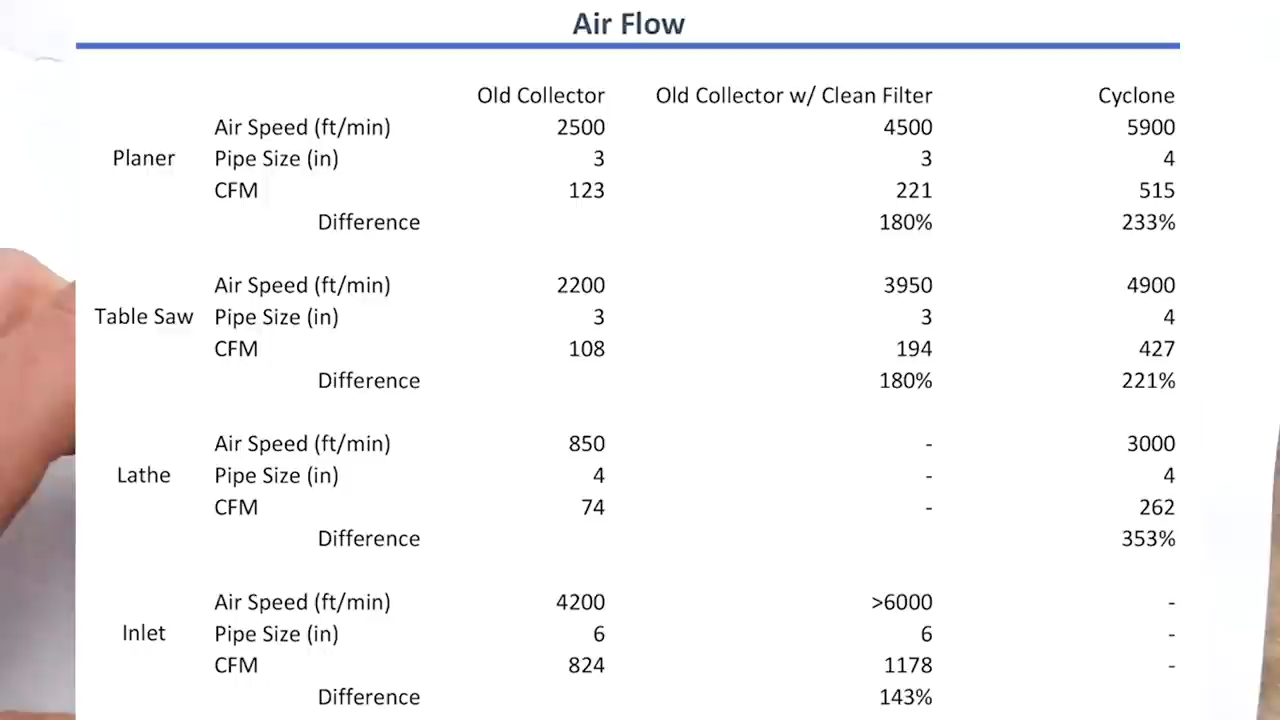 Air Flow
Old Collector Old Collector w/ Clean Filter Cyclone
Air Speed (ft/min) 2500 4500 5900
Planer Pipe Size (in) 3 3 4
CFM 123 221 515
Difference 180% 233%
Air Speed (ft/min) 2200 3950 4900
Table Saw Pipe Size (in) 3 3 4
CFM 108 194 427
Difference 180% 221%
Air Speed (ft/min) 850 - 3000
Lathe Pipe Size (in) 4 - 4
CFM 74 - 262
Difference 353%
Air Speed (ft/min) 4200 >6000 -
Inlet Pipe Size (in) 6 6 -
CFM 824 1178 -
Difference 143%